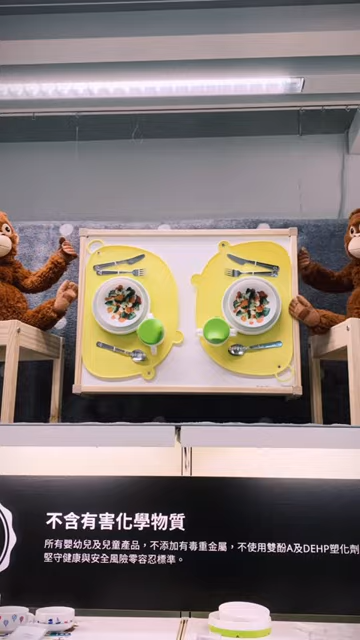 不含有害化學物質
所有嬰幼兒及兒童產品，不添加有毒重金屬，不使用雙酚A及DEHP塑化劑
堅守健康與安全風險零容忍標準。